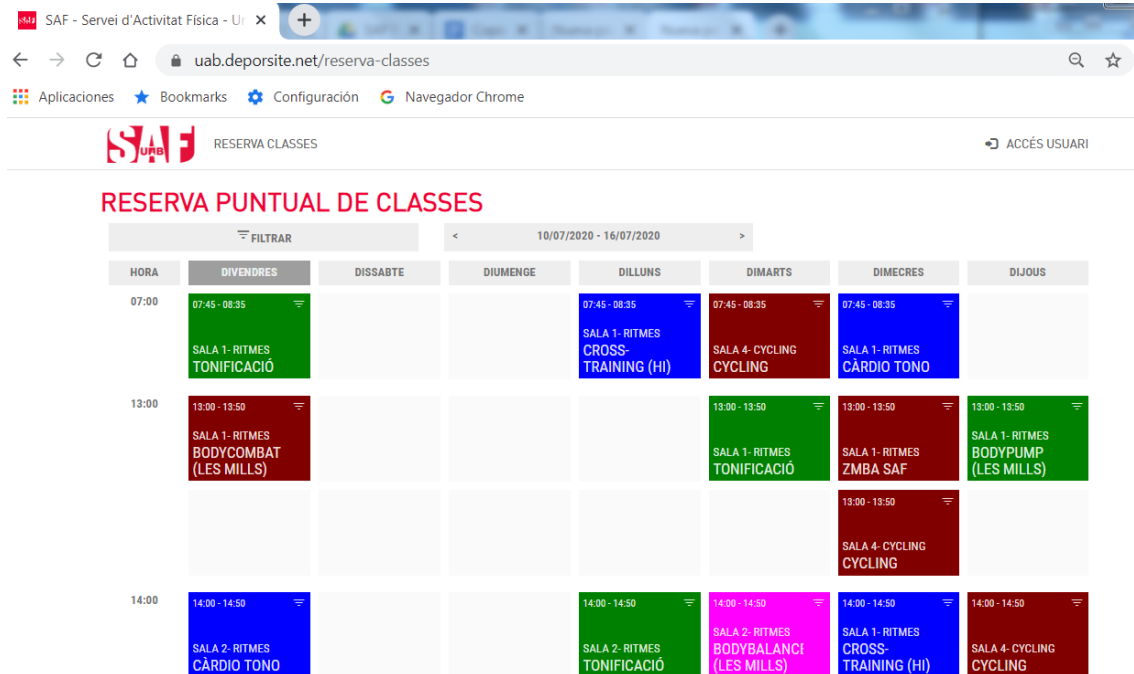 SAF - Servei d'Activitat Física - Un
uab.deporsite.net/reserva-classes
Aplicaciones Bookmarks Configuración Navegador Chrome
SAF UAB RESERVA CLASSES ACCÉS USUARI
RESERVA PUNTUAL DE CLASSES
FILTRAR < 10/07/2020 - 16/07/2020 >
HORA DIVENDRES DISSABTE DIUMENGE DILLUNS DIMARTS DIMECRES DIJOUS
07:00
07:45 - 08:35
SALA 1- RITMES
TONIFICACIÓ
07:45 - 08:35
SALA 1- RITMES
CROSS-
TRAINING (HI)
07:45 - 08:35
SALA 4- CYCLING
CYCLING
07:45 - 08:35
SALA 1- RITMES
CÀRDIO TONO
13:00
13:00 - 13:50
SALA 1- RITMES
BODYCOMBAT
(LES MILLS)
13:00 - 13:50
SALA 1- RITMES
TONIFICACIÓ
13:00 - 13:50
SALA 1- RITMES
ZMBA SAF
13:00 - 13:50
SALA 1- RITMES
BODYPUMP
(LES MILLS)
13:00 - 13:50
SALA 4- CYCLING
CYCLING
14:00
14:00 - 14:50
SALA 2- RITMES
CÀRDIO TONO
14:00 - 14:50
SALA 2- RITMES
TONIFICACIÓ
14:00 - 14:50
SALA 2- RITMES
BODYBALANCE
(LES MILLS)
14:00 - 14:50
SALA 1- RITMES
CROSS-
TRAINING (HI)
14:00 - 14:50
SALA 4- CYCLING
CYCLING